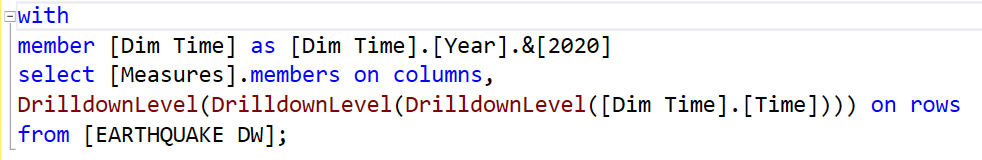 with
member [Dim Time] as [Dim Time].[Year].&[2020]
select [Measures].members on columns,
DrilldownLevel(DrilldownLevel(DrilldownLevel([Dim Time].[Time]))) on rows
from [EARTHQUAKE DW];